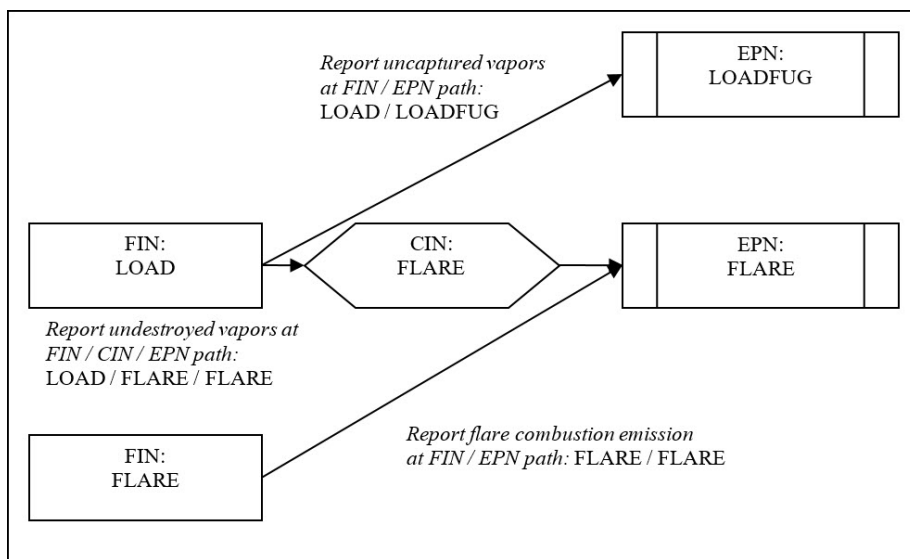 Report uncaptured vapors
at FIN / EPN path:
LOAD / LOADFUG
EPN:
LOADFUG
FIN:
LOAD
CIN:
FLARE
EPN:
FLARE
Report undestroyed vapors at
FIN / CIN / EPN path:
LOAD / FLARE / FLARE
Report flare combustion emission
at FIN / EPN path: FLARE / FLARE
FIN:
FLARE